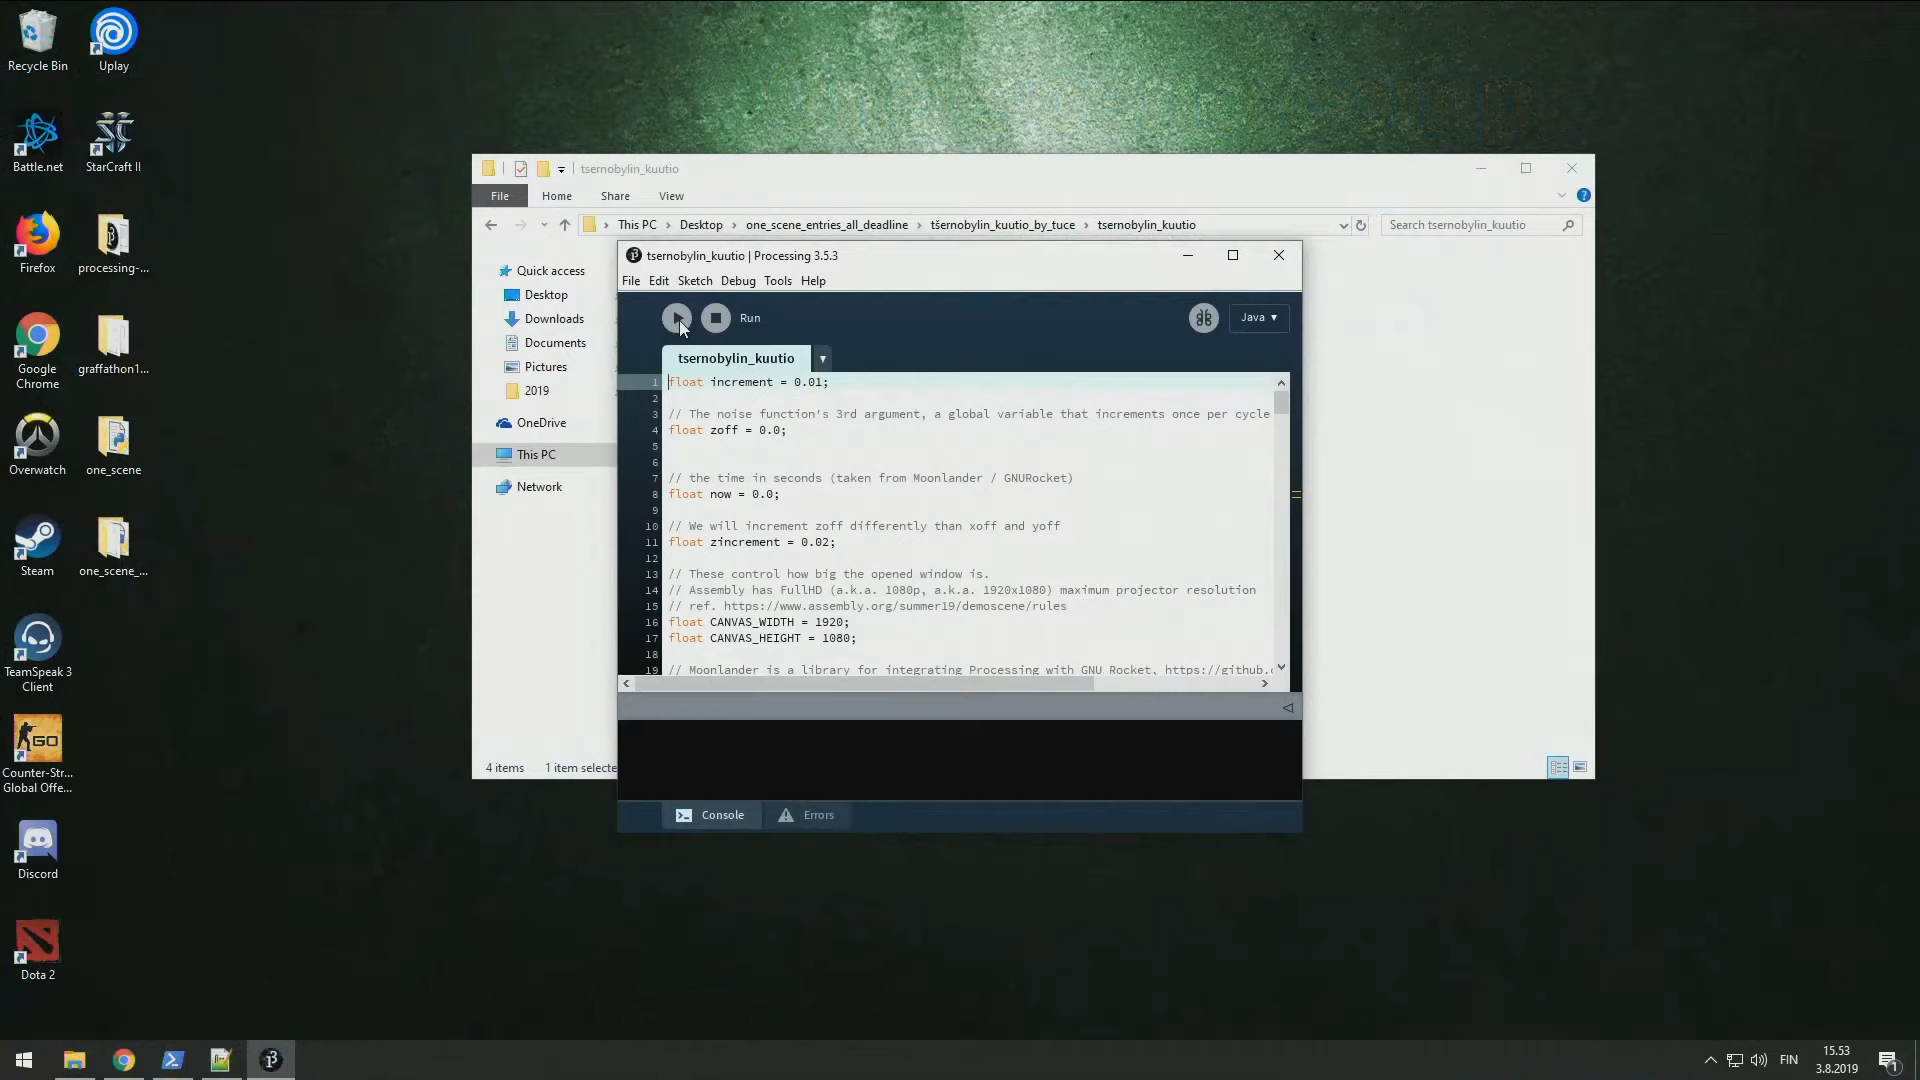 Recycle Bin
Uplay
Battle.net
StarCraft II
Firefox
processing-...
Google Chrome
graffathon1...
Overwatch
one_scene
Steam
one_scene_...
TeamSpeak 3 Client
GO
Counter-Str... Global Offe...
Discord
Dota 2
tsernobylin_kuutio
File Home Share View
This PC Desktop one_scene_entries_all_deadline tšernobylin_kuutio_by_tuce tsernobylin_kuutio
Search tsernobylin_kuutio
Quick access
Desktop
Downloads
Documents
Pictures
2019
OneDrive
This PC
Network
4 items 1 item selecte
tsernobylin_kuutio | Processing 3.5.3
File Edit Sketch Debug Tools Help
Run
Java ▾
tsernobylin_kuutio
1 float increment = 0.01;
2
3 // The noise function's 3rd argument, a global variable that increments once per cycle
4 float zoff = 0.0;
5
6
7 // the time in seconds (taken from Moonlander / GNURocket)
8 float now = 0.0;
9
10 // We will increment zoff differently than xoff and yoff
11 float zincrement = 0.02;
12
13 // These control how big the opened window is.
14 // Assembly has FullHD (a.k.a. 1080p, a.k.a. 1920x1080) maximum projector resolution
15 // ref. https://www.assembly.org/summer19/demoscene/rules
16 float CANVAS_WIDTH = 1920;
17 float CANVAS_HEIGHT = 1080;
18
19 // Moonlander is a library for integrating Processing with GNU Rocket, https://github.c
Console
Errors
FIN
15.53
3.8.2019
1